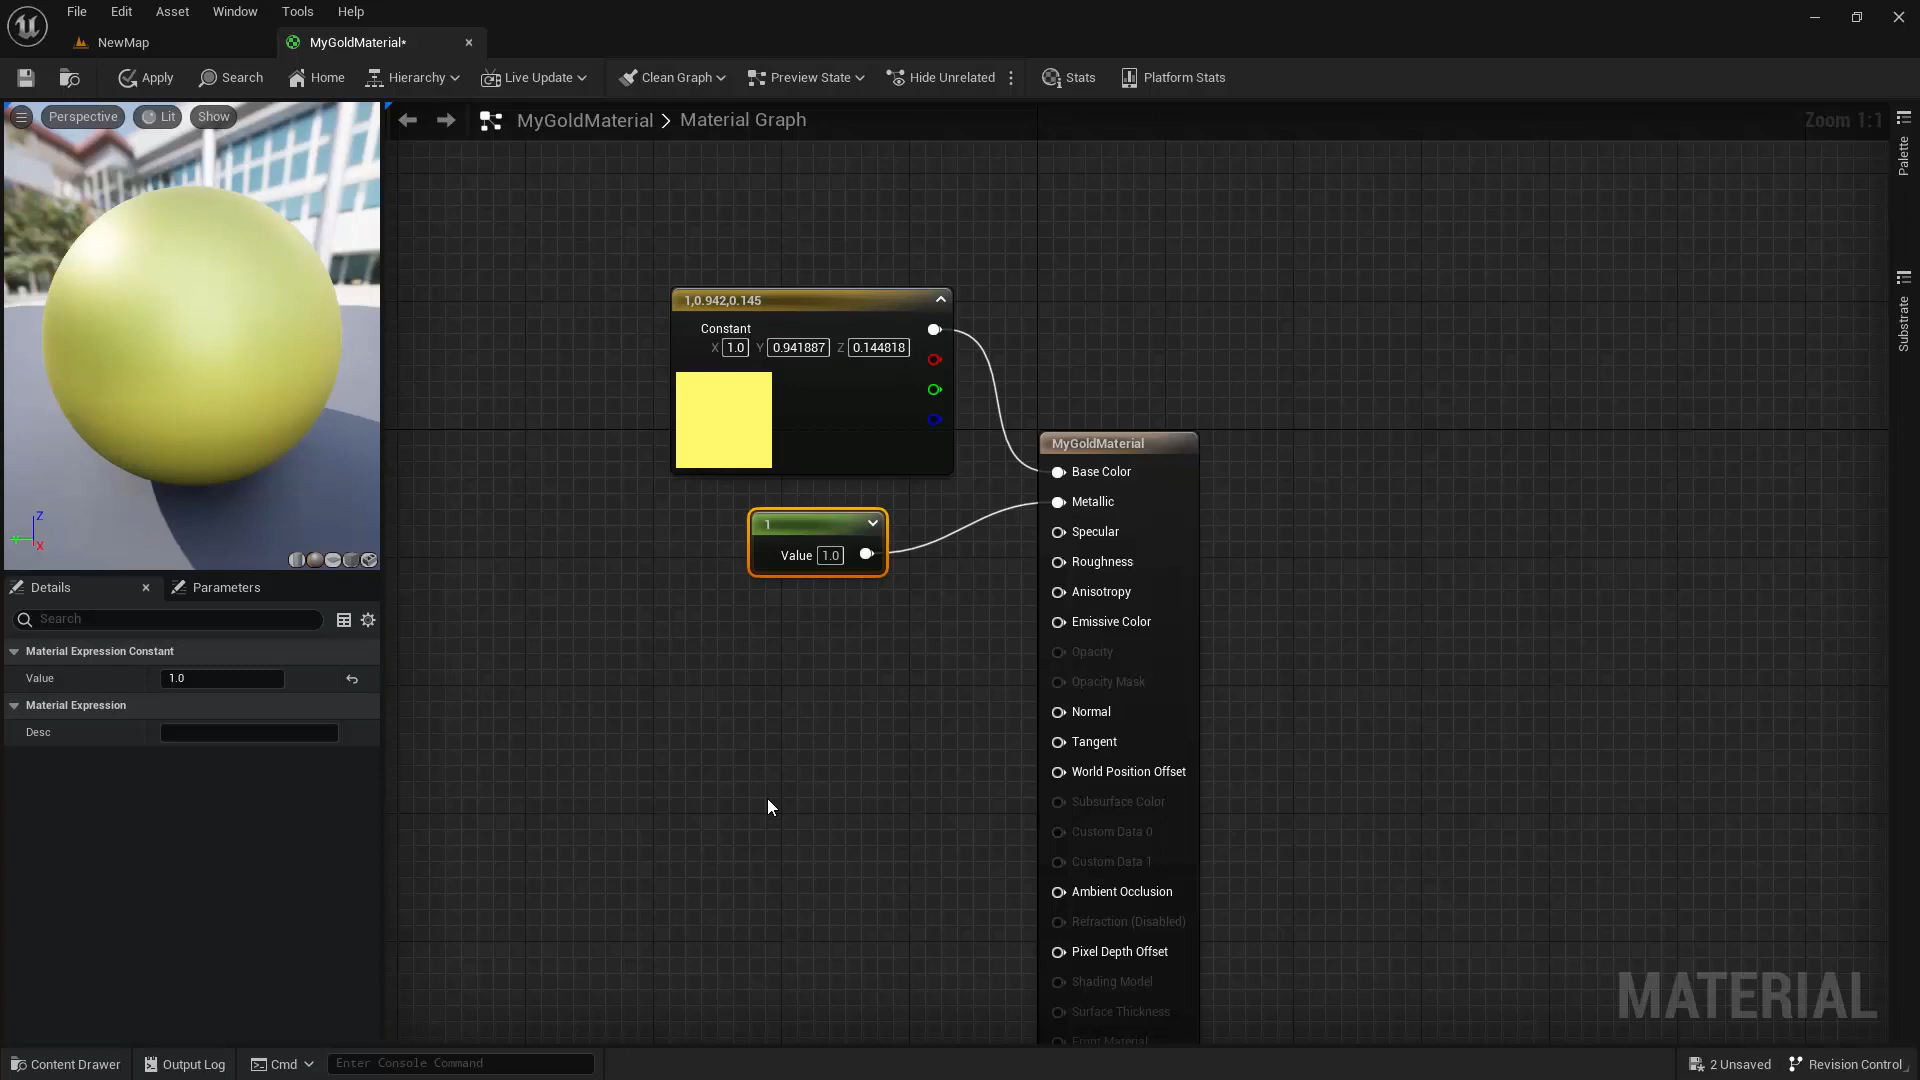 File Edit Asset Window Tools Help
NewMap
MyGoldMaterial*
Apply Search Home Hierarchy Live Update Clean Graph Preview State Hide Unrelated Stats Platform Stats
Perspective Lit Show
MyGoldMaterial > Material Graph
Zoom 1:1
Palette
Substrate
1,0.942,0.145
Constant
X 1.0 Y 0.941887 Z 0.144818
1
Value 1.0
MyGoldMaterial
Base Color
Metallic
Specular
Roughness
Anisotropy
Emissive Color
Opacity
Opacity Mask
Normal
Tangent
World Position Offset
Subsurface Color
Custom Data 0
Custom Data 1
Ambient Occlusion
Refraction (Disabled)
Pixel Depth Offset
Shading Model
Surface Thickness
Front Material
Z
X
Details Parameters
Search
Material Expression Constant
Value 1.0
Material Expression
Desc
MATERIAL
Content Drawer Output Log Cmd Enter Console Command
2 Unsaved Revision Control